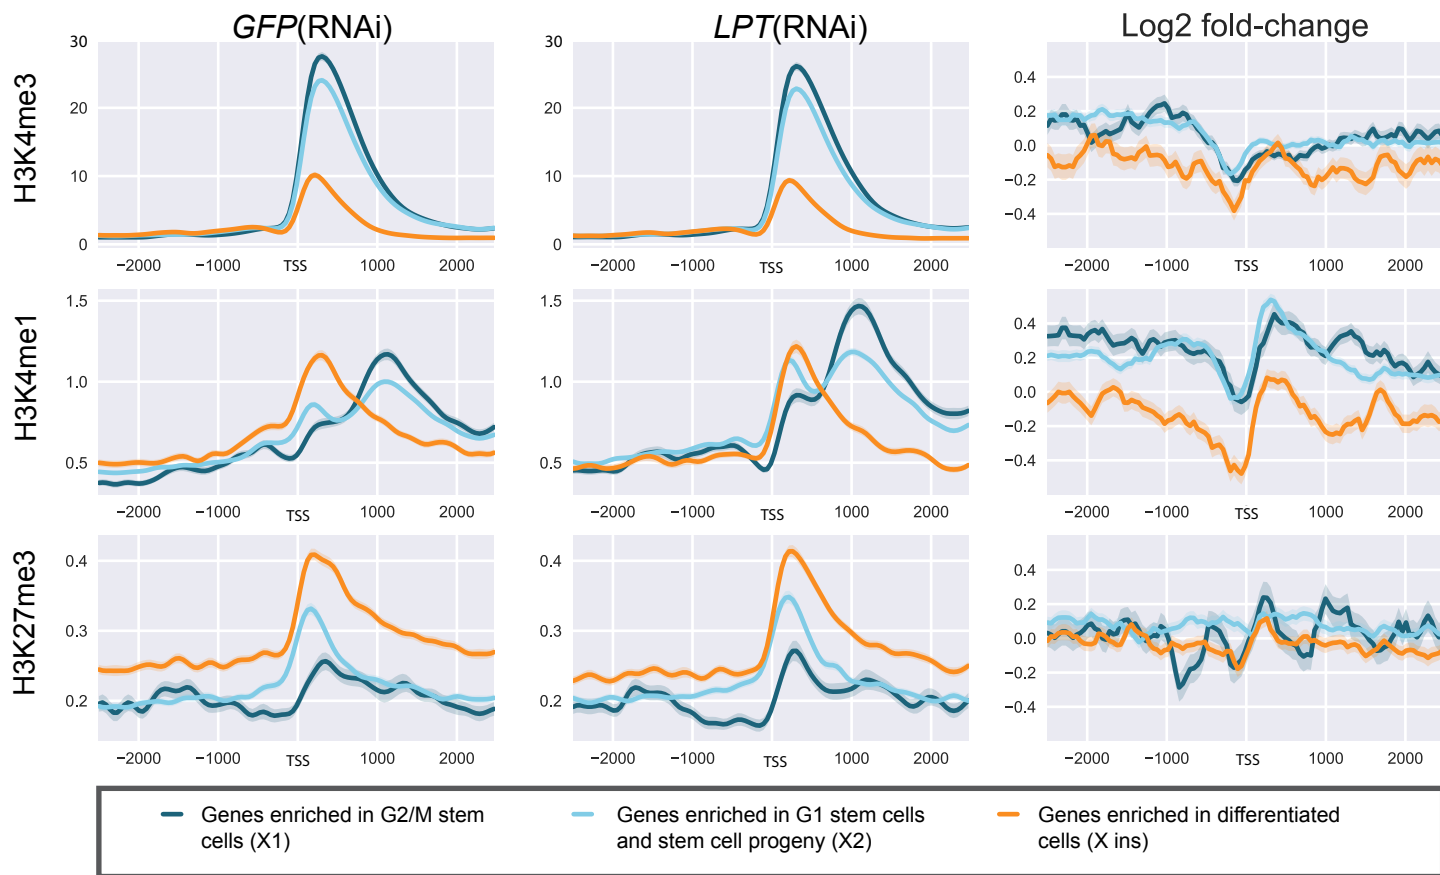 GFP(RNAi) LPT(RNAi) Log2 fold-change
H3K4me3
30 30
20 20
10 10
0 0
0.4
0.2
0.0
−0.2
−0.4
−2000 −1000 TSS 1000 2000 −2000 −1000 TSS 1000 2000 −2000 −1000 TSS 1000 2000
H3K4me1
1.5 1.5
1.0 1.0
0.5 0.5
0.4
0.2
0.0
−0.2
−0.4
−2000 −1000 TSS 1000 2000 −2000 −1000 TSS 1000 2000 −2000 −1000 TSS 1000 2000
H3K27me3
0.4 0.4
0.3 0.3
0.2 0.2
0.4
0.2
0.0
−0.2
−0.4
−2000 −1000 TSS 1000 2000 −2000 −1000 TSS 1000 2000 −2000 −1000 TSS 1000 2000
Genes enriched in G2/M stem
cells (X1)
Genes enriched in G1 stem cells
and stem cell progeny (X2)
Genes enriched in differentiated
cells (X ins)